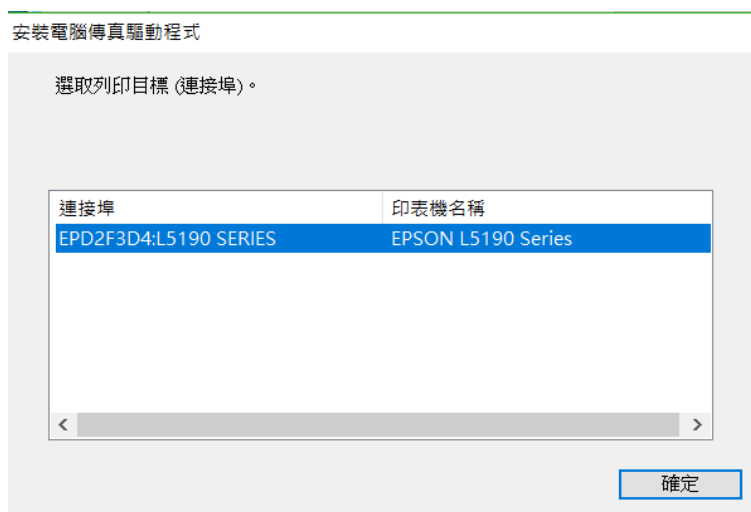 安裝電腦傳真驅動程式
選取列印目標 (連接埠)。
連接埠 印表機名稱
EPD2F3D4:L5190 SERIES EPSON L5190 Series
確定